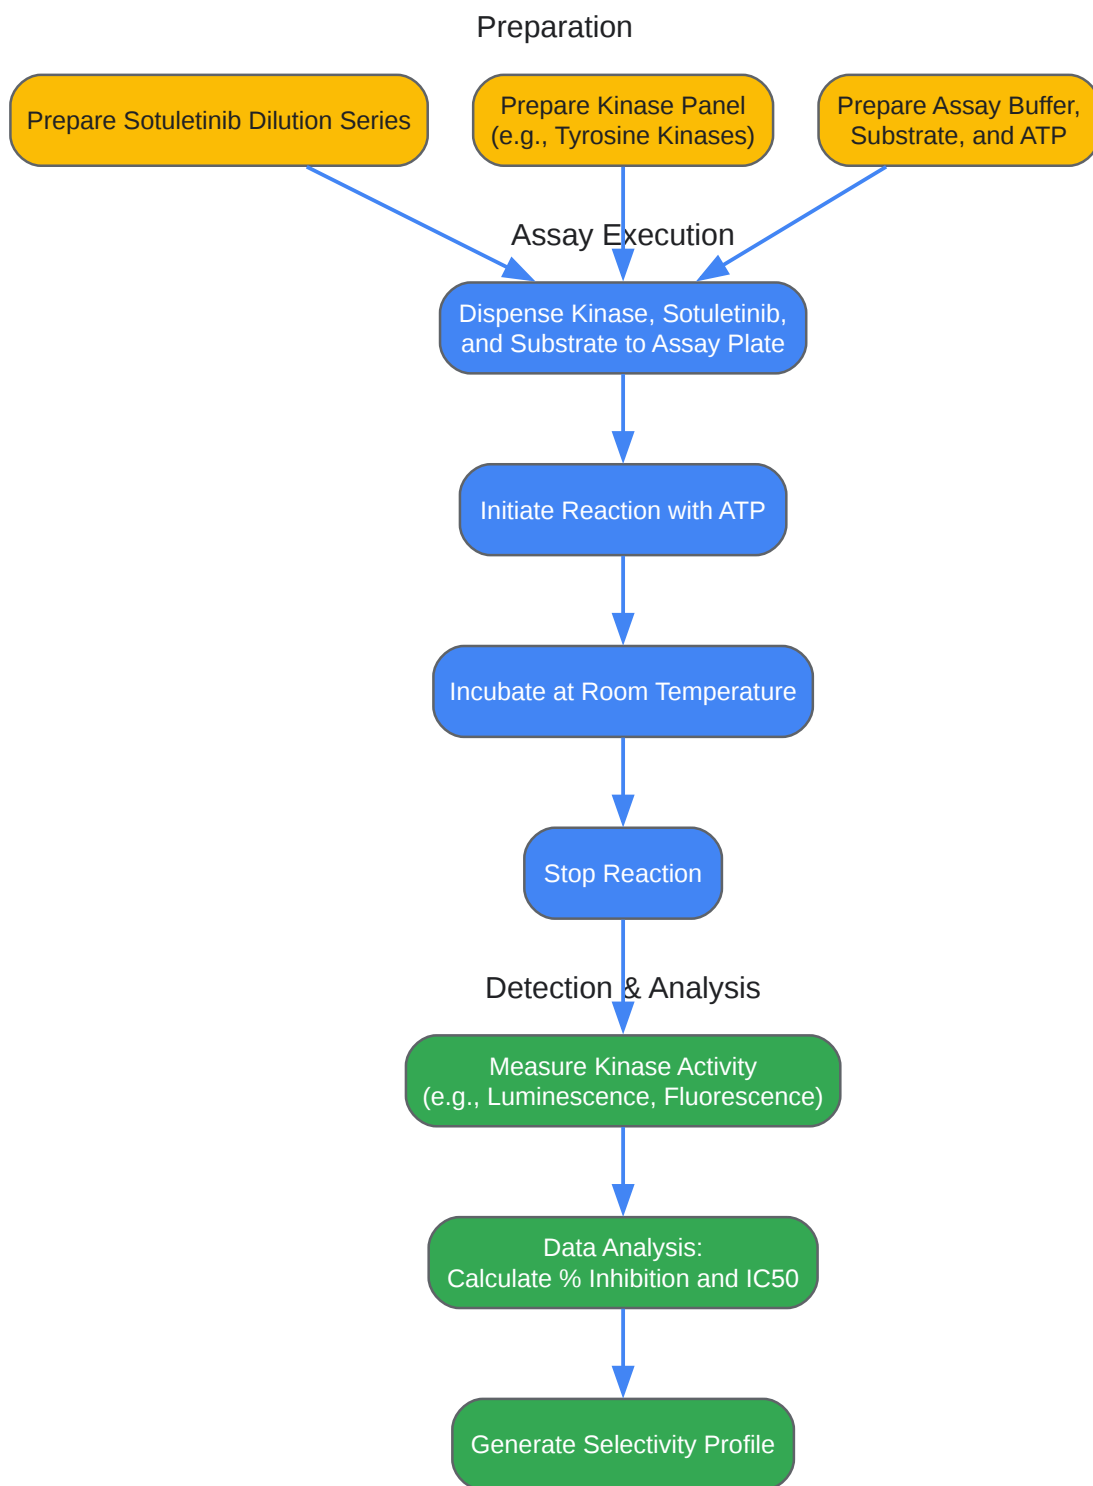 Preparation
Prepare Sotuletinib Dilution Series
Prepare Kinase Panel
(e.g., Tyrosine Kinases)
Prepare Assay Buffer,
Substrate, and ATP
Assay Execution
Dispense Kinase, Sotuletinib,
and Substrate to Assay Plate
Initiate Reaction with ATP
Incubate at Room Temperature
Stop Reaction
Detection & Analysis
Measure Kinase Activity
(e.g., Luminescence, Fluorescence)
Data Analysis:
Calculate % Inhibition and IC50
Generate Selectivity Profile